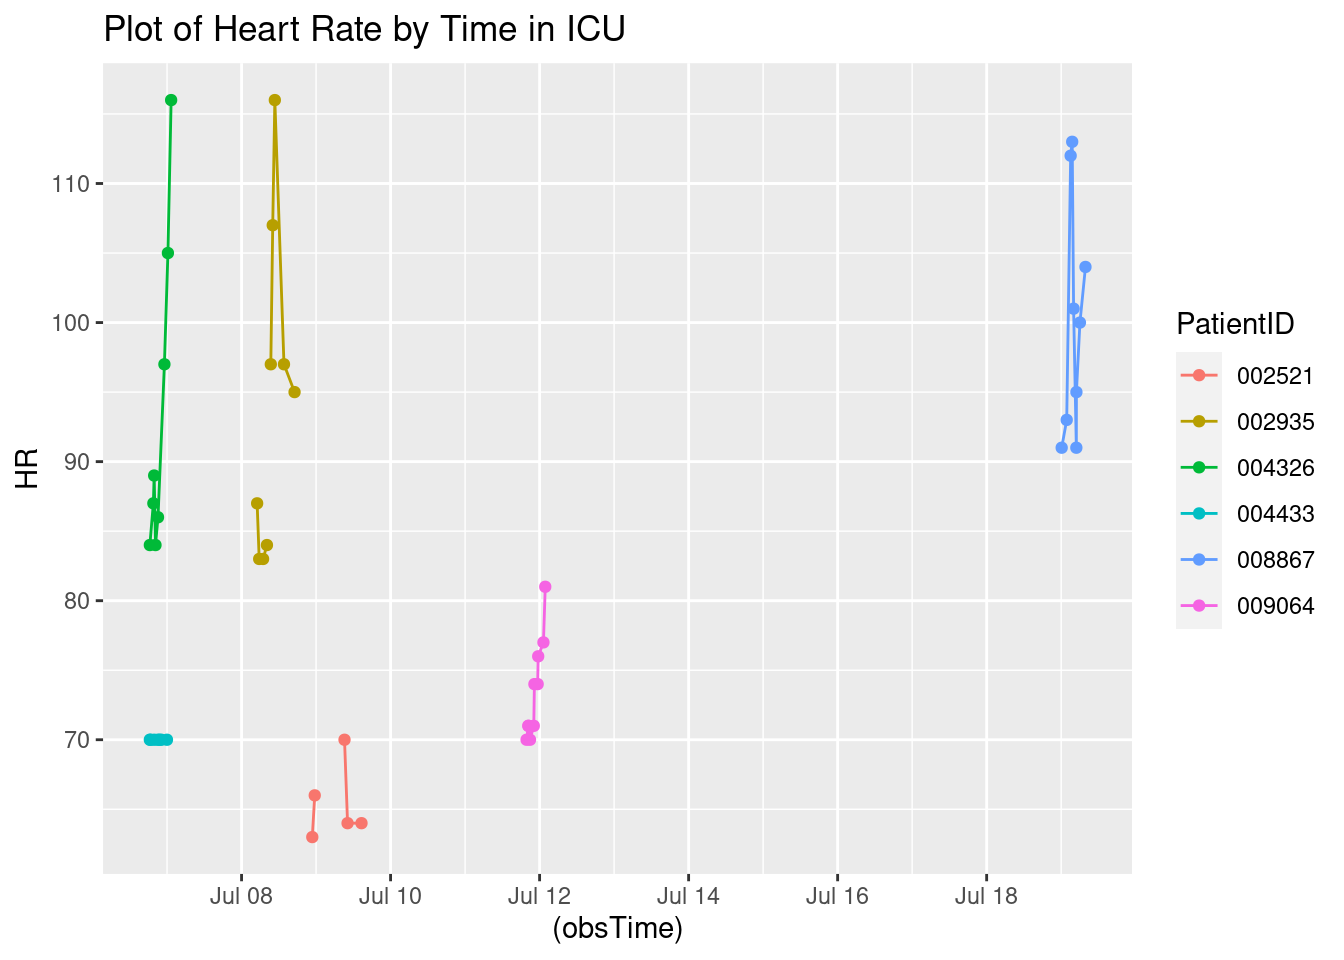 Plot of Heart Rate by Time in ICU
HR
110
100
90
80
70
Jul 08 Jul 10 Jul 12 Jul 14 Jul 16 Jul 18
(obsTime)
PatientID
002521
002935
004326
004433
008867
009064